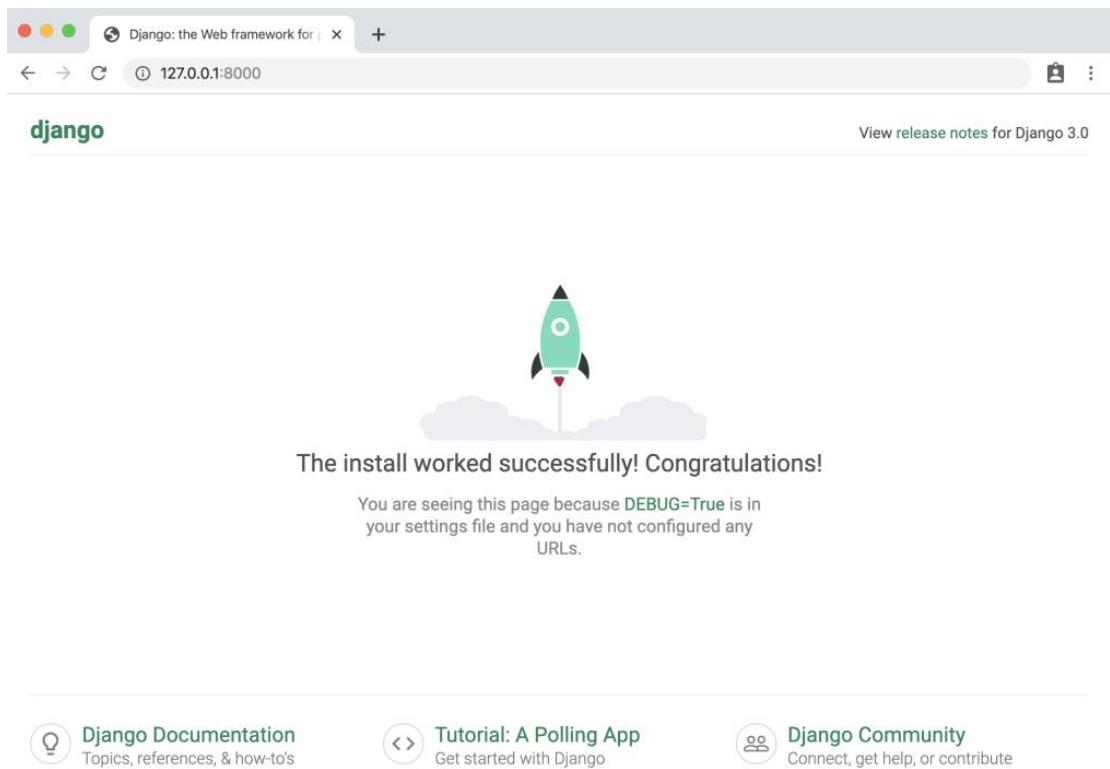 Django: the Web framework for p
127.0.0.1:8000
django
View release notes for Django 3.0
The install worked successfully! Congratulations!
You are seeing this page because DEBUG=True is in
your settings file and you have not configured any
URLs.
Django Documentation
Topics, references, & how-to's
Tutorial: A Polling App
Get started with Django
Django Community
Connect, get help, or contribute